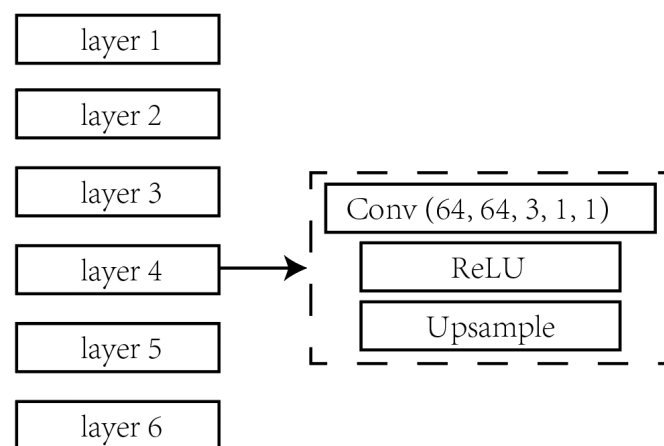 layer 1
layer 2
layer 3
layer 4
layer 5
layer 6
Conv (64, 64, 3, 1, 1)
ReLU
Upsample